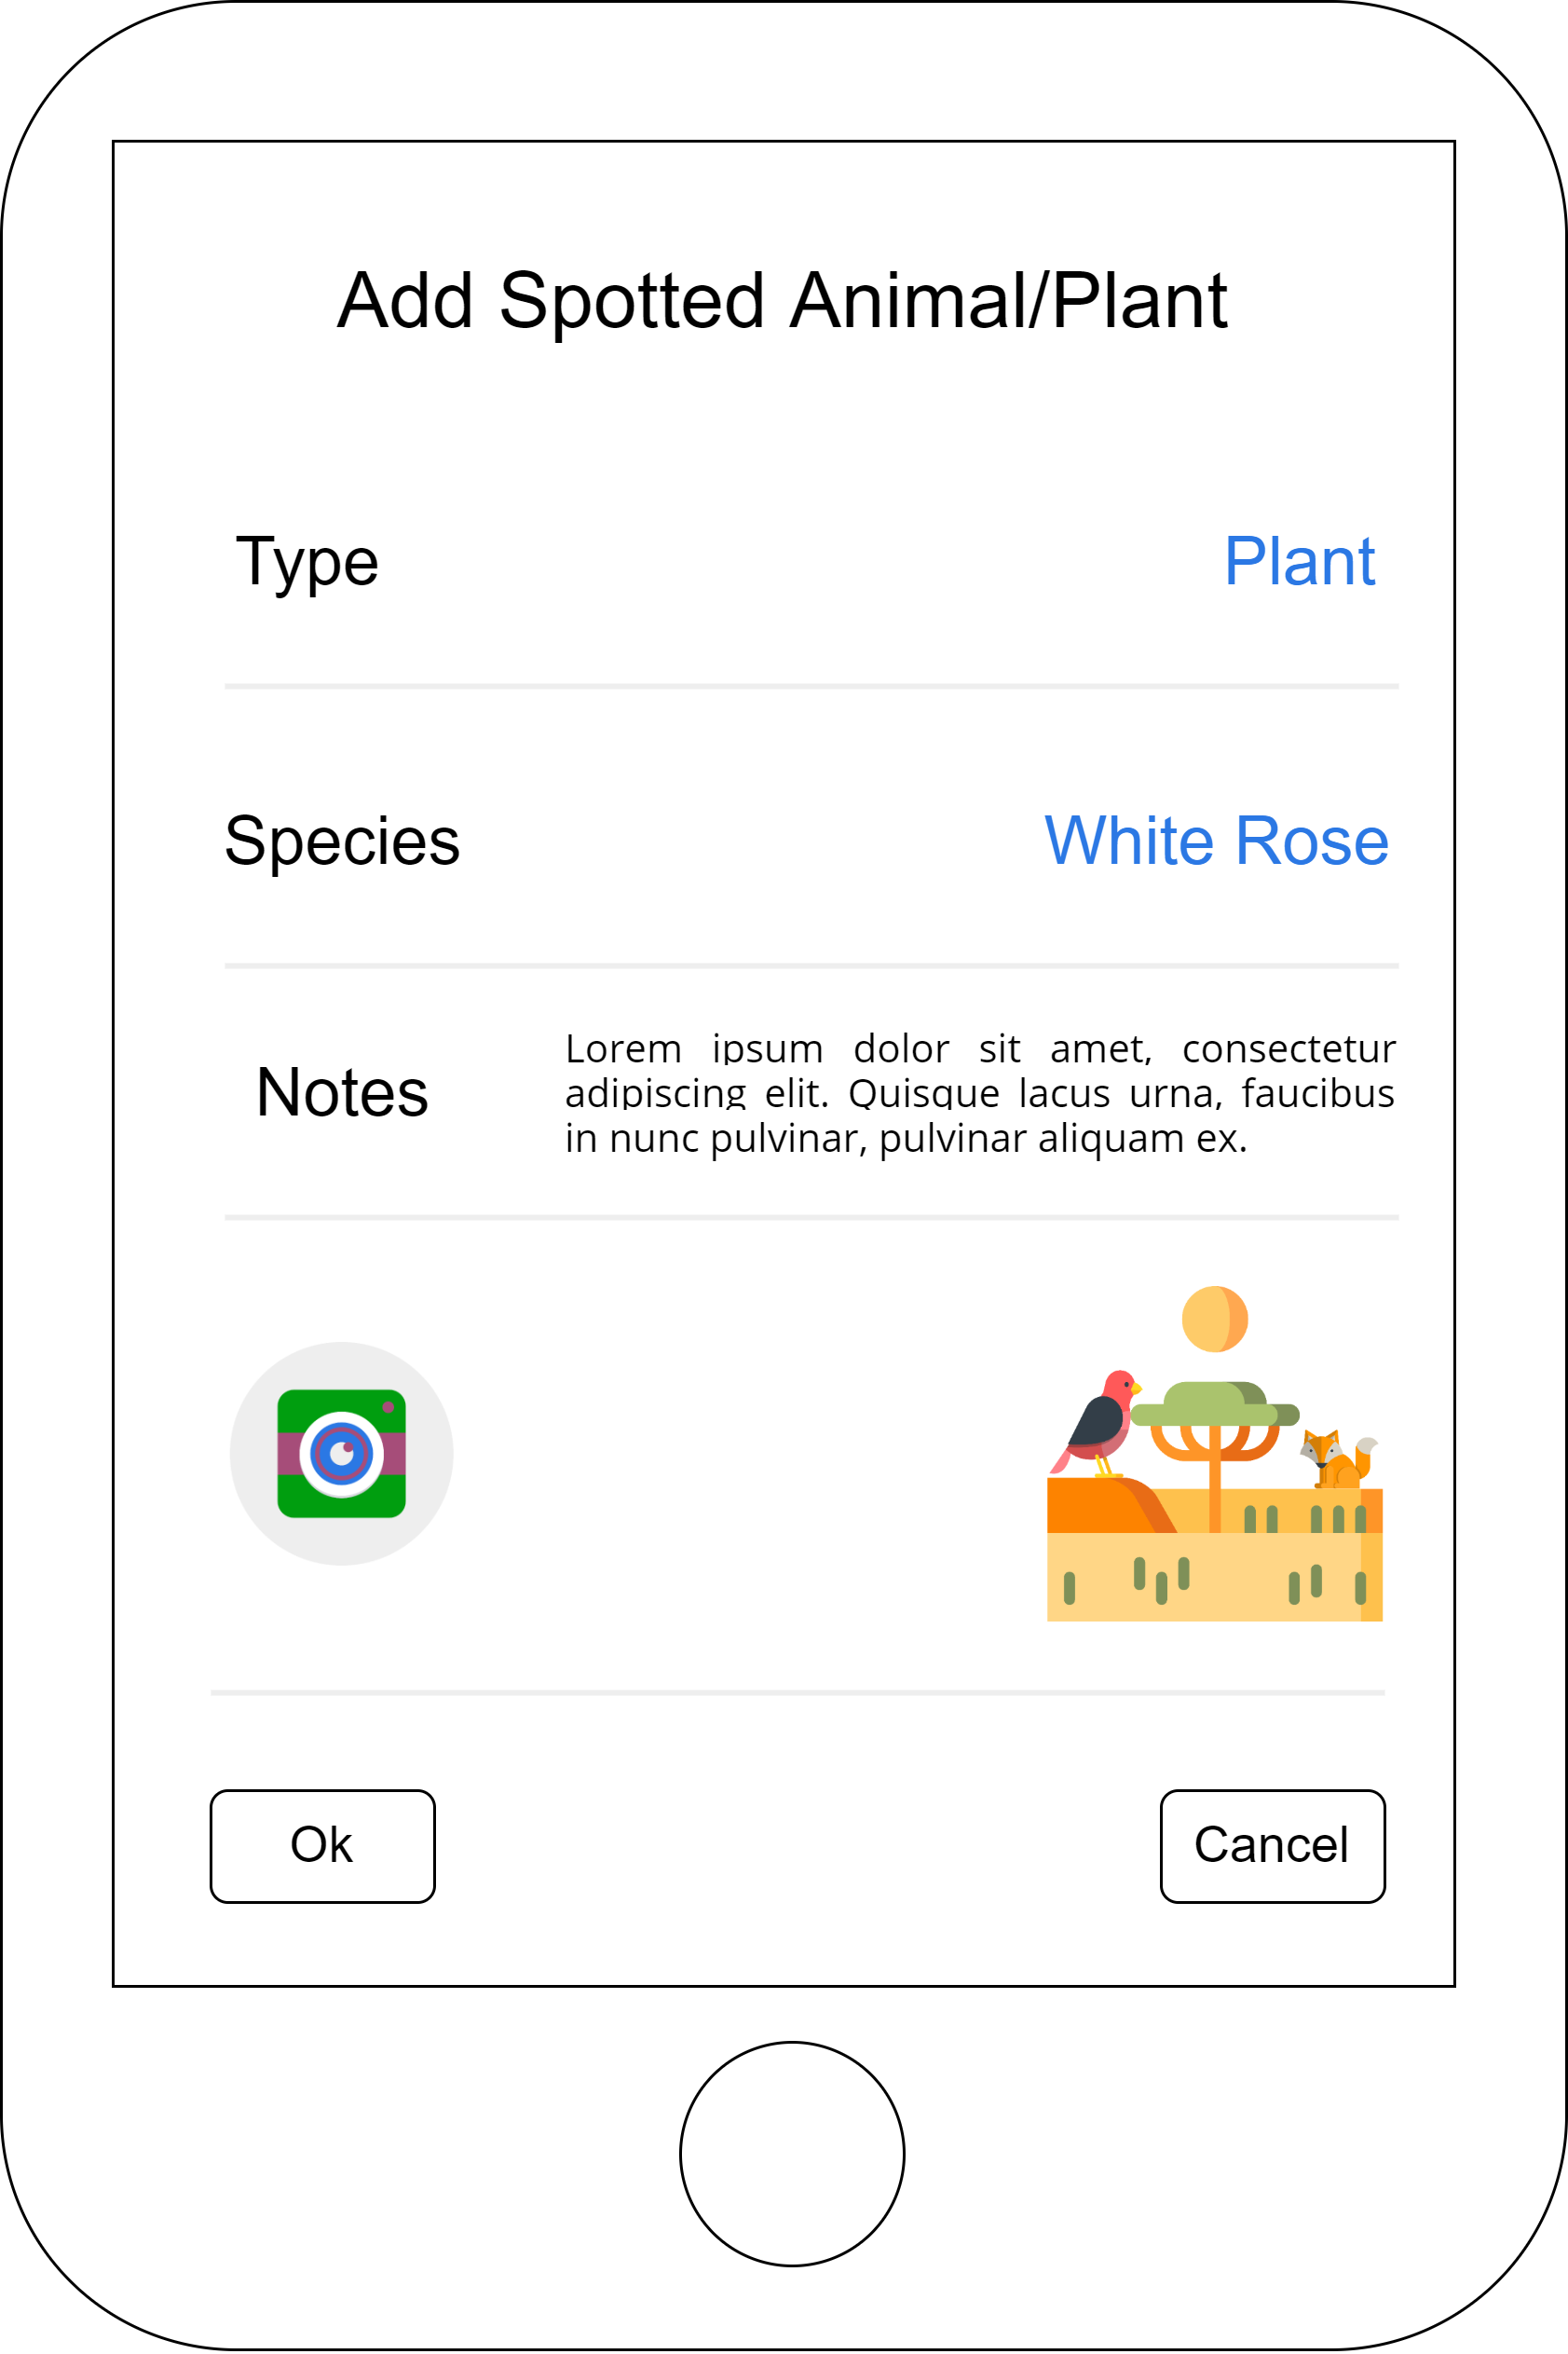 Add Spotted Animal/Plant
Type Plant
Species White Rose
Notes
Lorem ipsum dolor sit amet, consectetur
adipiscing elit. Quisque lacus urna, faucibus
in nunc pulvinar, pulvinar aliquam ex.
Ok Cancel